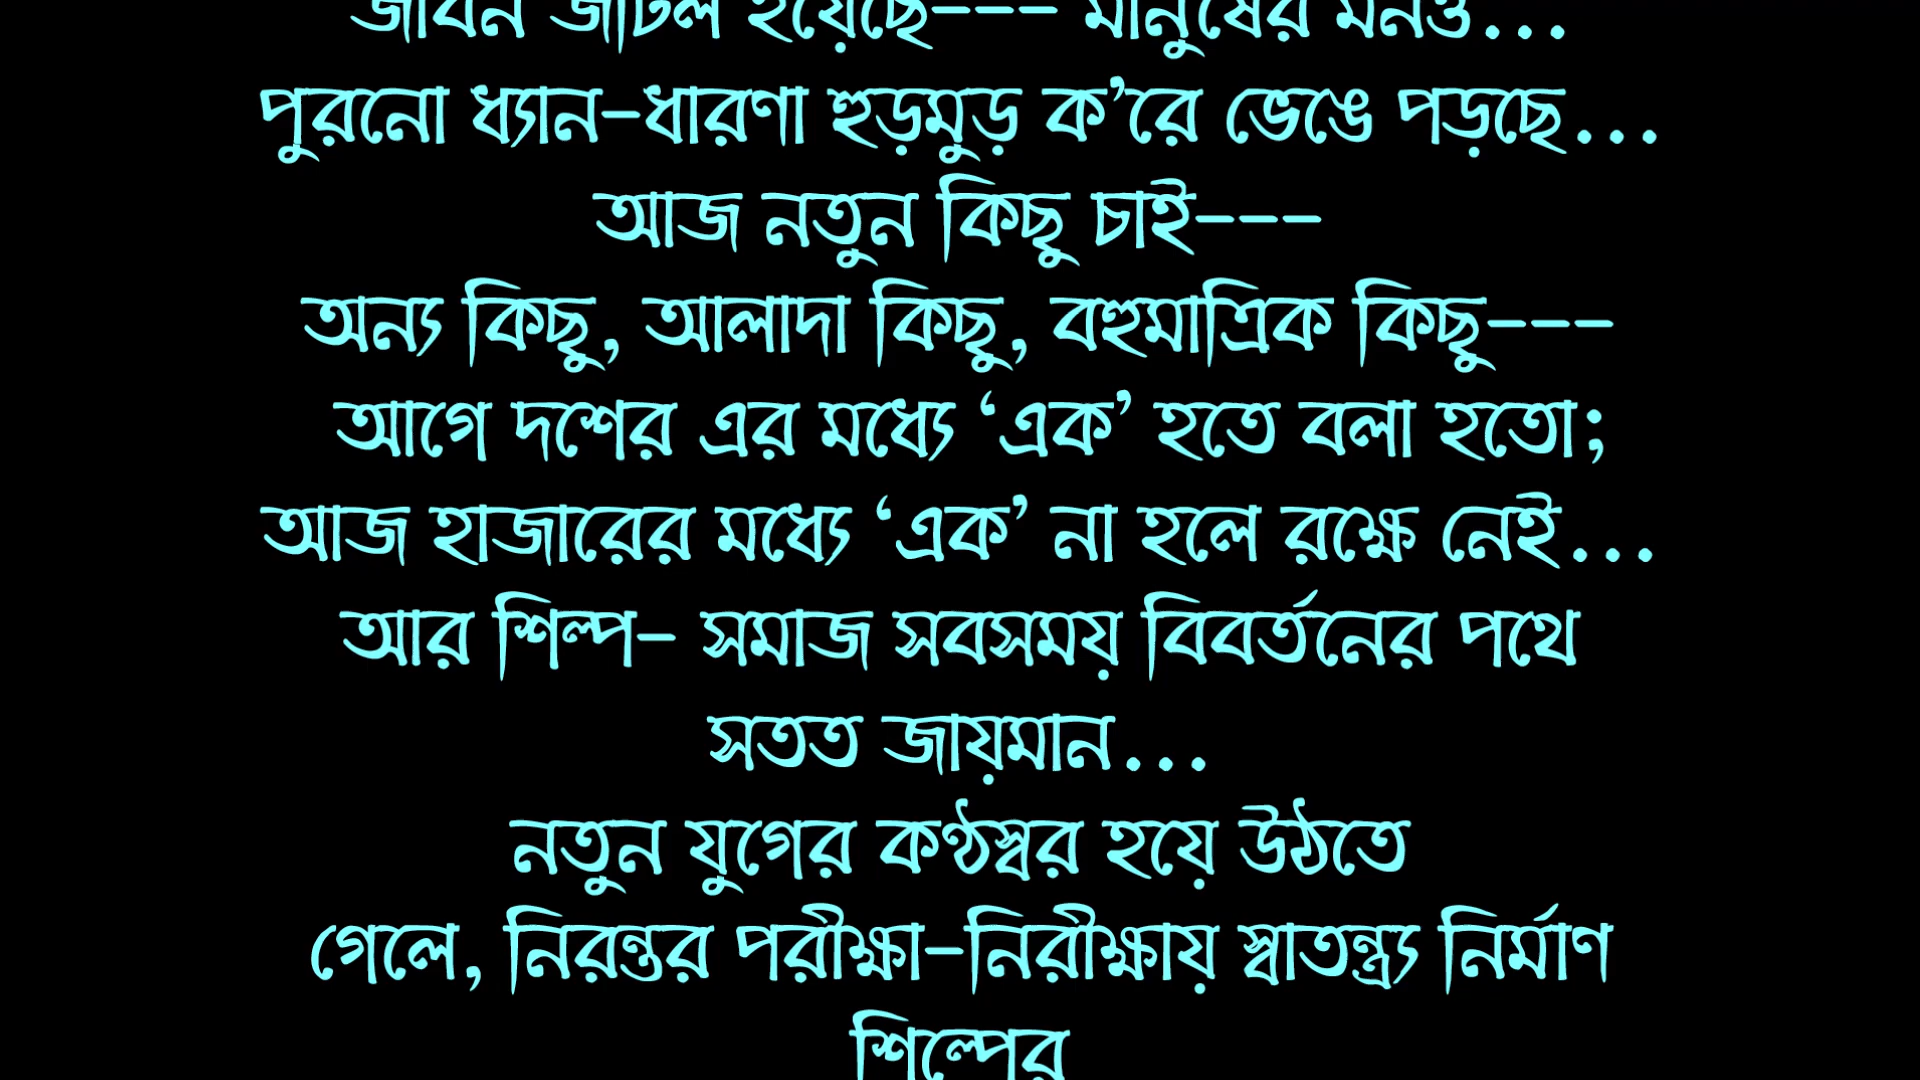 জীবন জটিল হয়েছে--- মানুষের মনও...
পুরনো ধ্যান-ধারণা হুড়মুড় ক’রে ভেঙে পড়ছে...
আজ নতুন কিছু চাই---
অন্য কিছু, আলাদা কিছু, বহুমাত্রিক কিছু---
আগে দশের এর মধ্যে ‘এক’ হতে বলা হতো;
আজ হাজারের মধ্যে ‘এক’ না হলে রক্ষে নেই...
আর শিল্প- সমাজ সবসময় বিবর্তনের পথে
সতত জায়মান...
নতুন যুগের কণ্ঠস্বর হয়ে উঠতে
গেলে, নিরন্তর পরীক্ষা-নিরীক্ষায় স্বাতন্ত্র্য নির্মাণ
শিল্পের